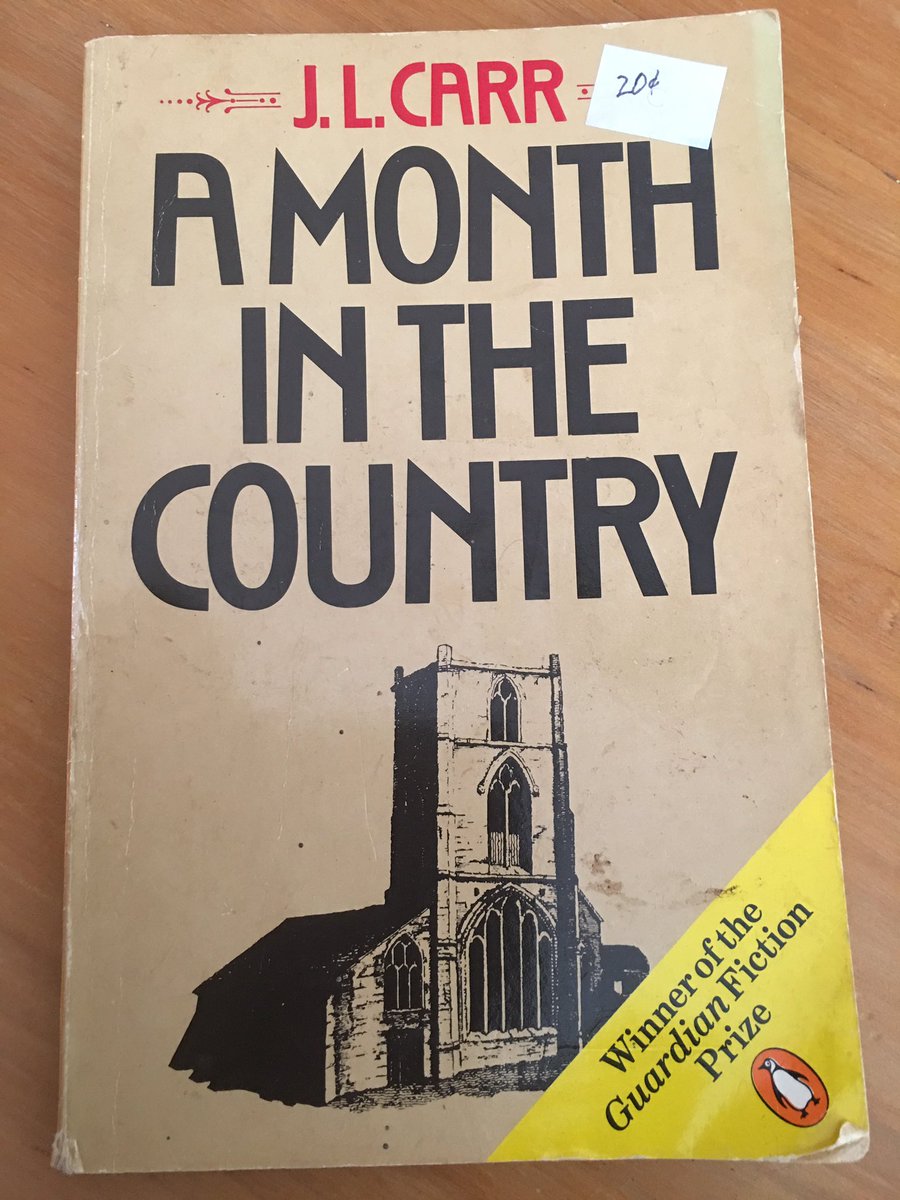 J. L. CARR
20¢
A MONTH
IN THE
COUNTRY
Winner of the
Guardian Fiction
Prize